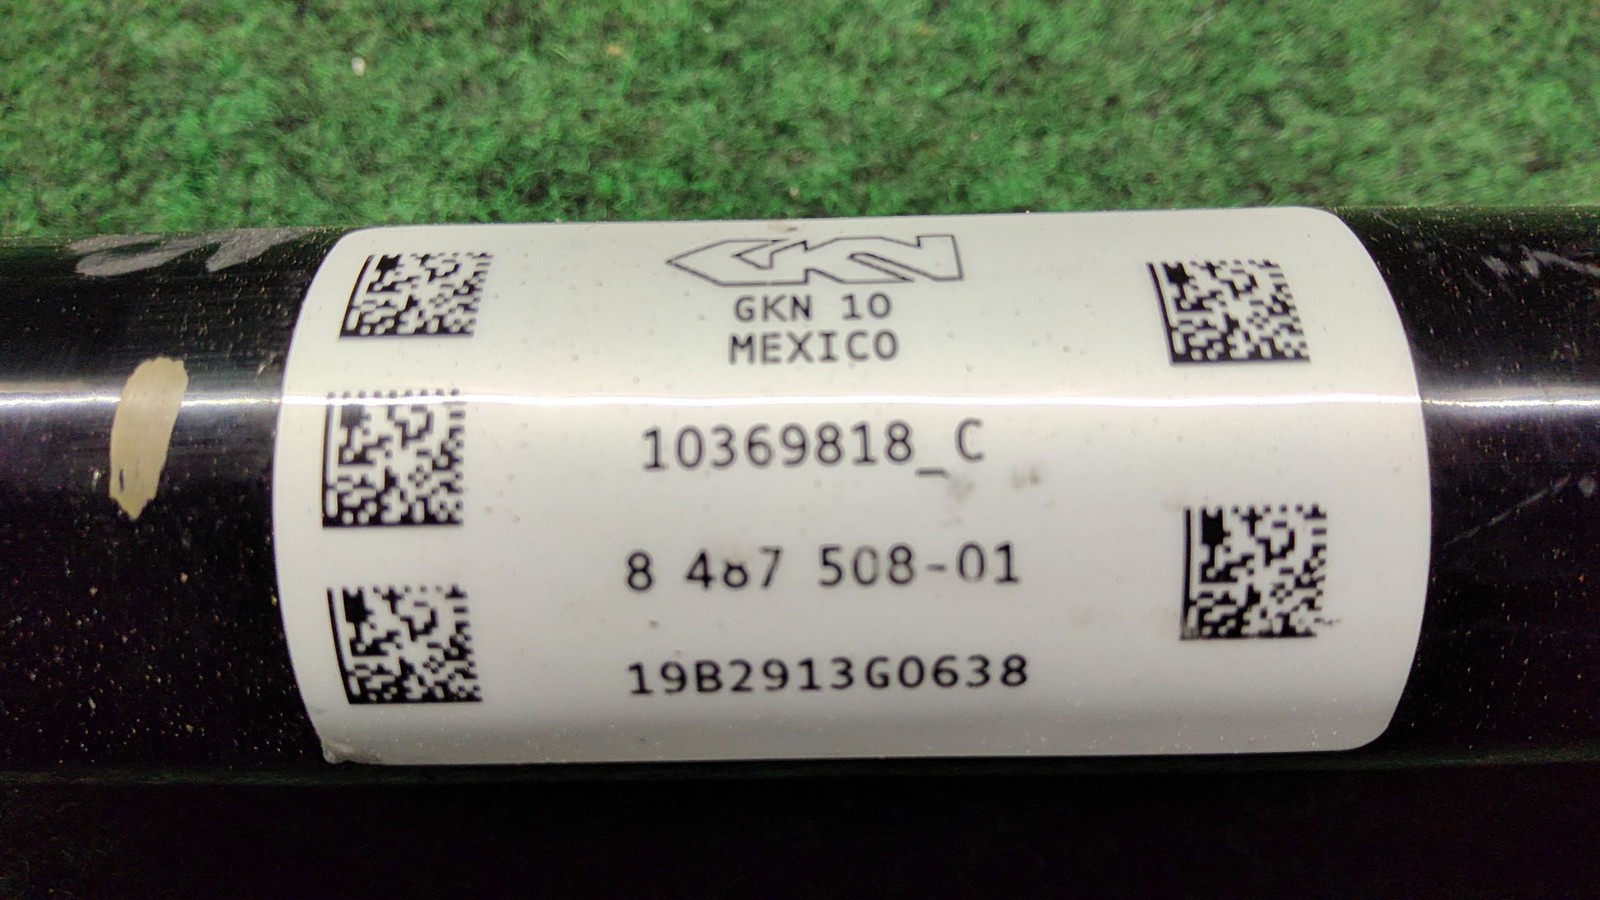 GKN
GKN 10
MEXICO
10369818_C
8 487 508-01
19B2913G0638